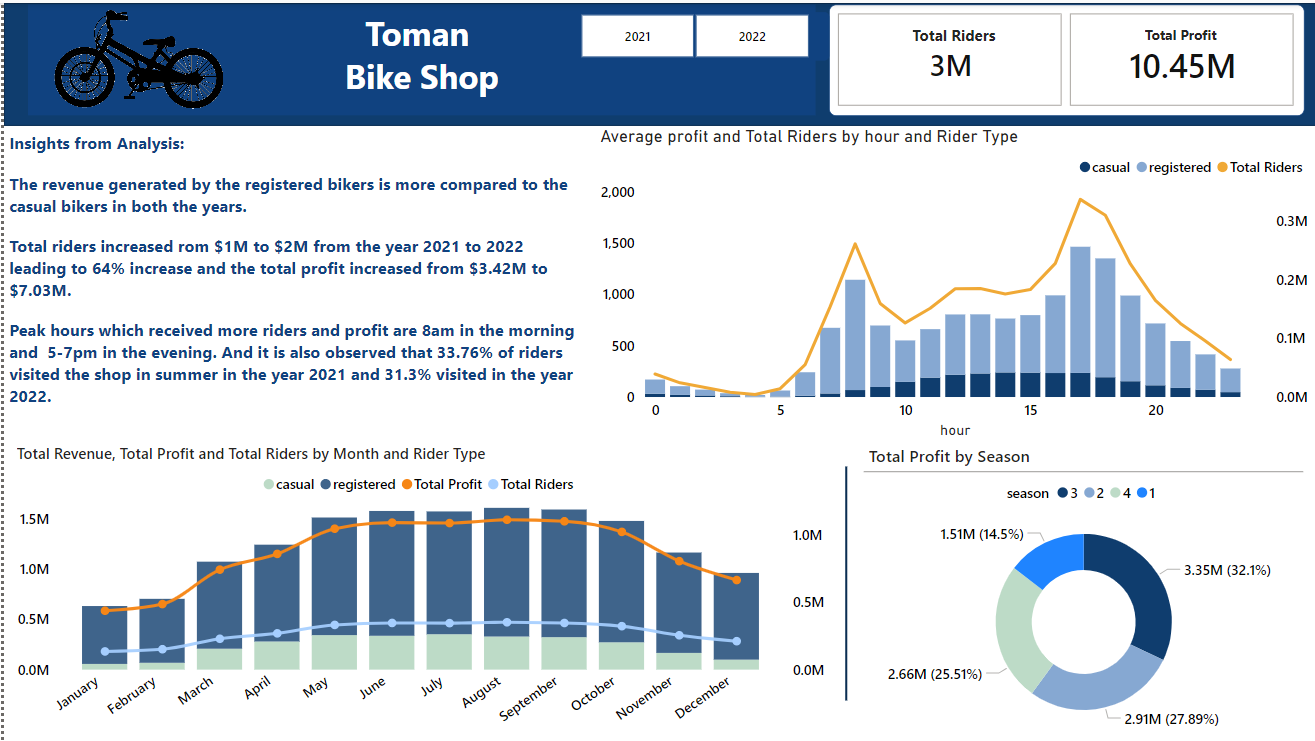 Toman
Bike Shop
2021
2022
Total Riders
3M
Total Profit
10.45M
Insights from Analysis:
The revenue generated by the registered bikers is more compared to the
casual bikers in both the years.
Total riders increased rom $1M to $2M from the year 2021 to 2022
leading to 64% increase and the total profit increased from $3.42M to
$7.03M.
Peak hours which received more riders and profit are 8am in the morning
and  5-7pm in the evening. And it is also observed that 33.76% of riders
visited the shop in summer in the year 2021 and 31.3% visited in the year
2022.
Average profit and Total Riders by hour and Rider Type
casual registered Total Riders
2,000
1,500
1,000
500
0
0.3M
0.2M
0.1M
0.0M
0 5 10 15 20
hour
Total Revenue, Total Profit and Total Riders by Month and Rider Type
casual registered Total Profit Total Riders
1.5M
1.0M
0.5M
0.0M
1.0M
0.5M
0.0M
January February March April May June July August September October November December
Total Profit by Season
season 3 2 4 1
1.51M (14.5%)
3.35M (32.1%)
2.66M (25.51%)
2.91M (27.89%)